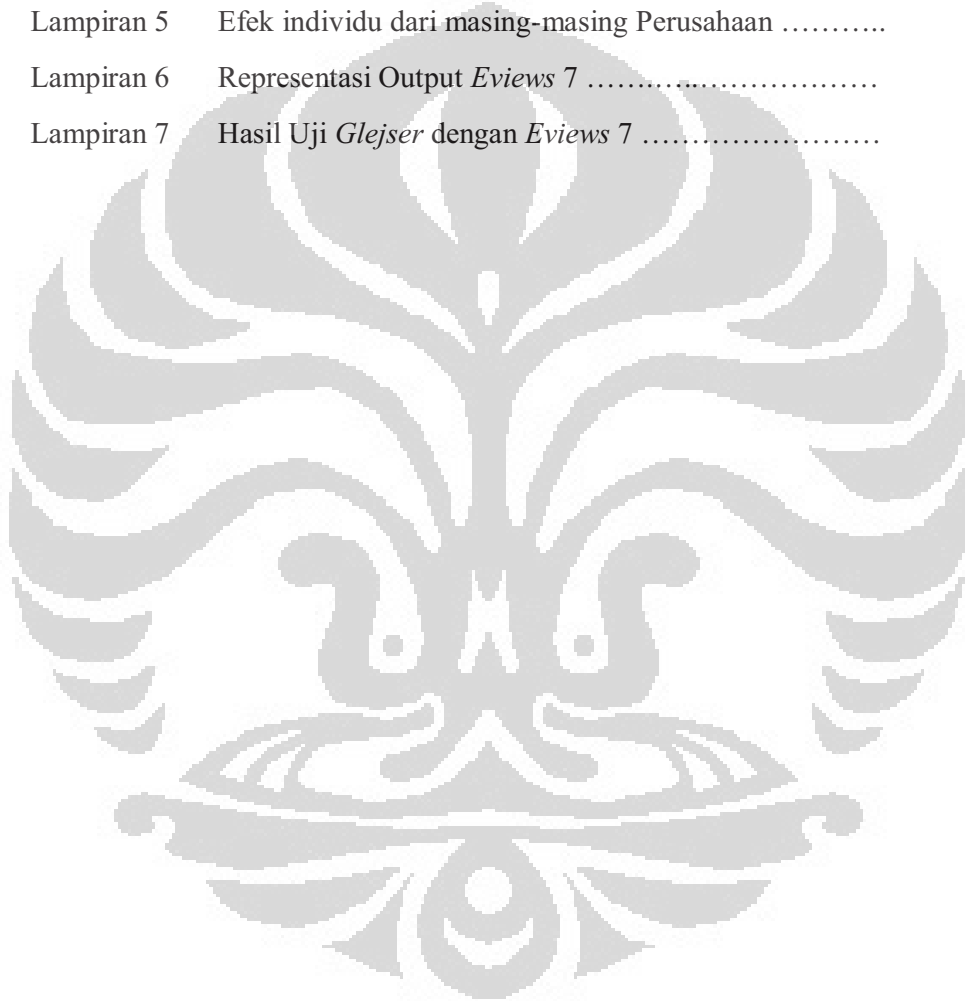 Lampiran 5 Efek individu dari masing-masing Perusahaan ………..
Lampiran 6 Representasi Output Eviews 7 …….…..………………
Lampiran 7 Hasil Uji Glejser dengan Eviews 7 ……………………